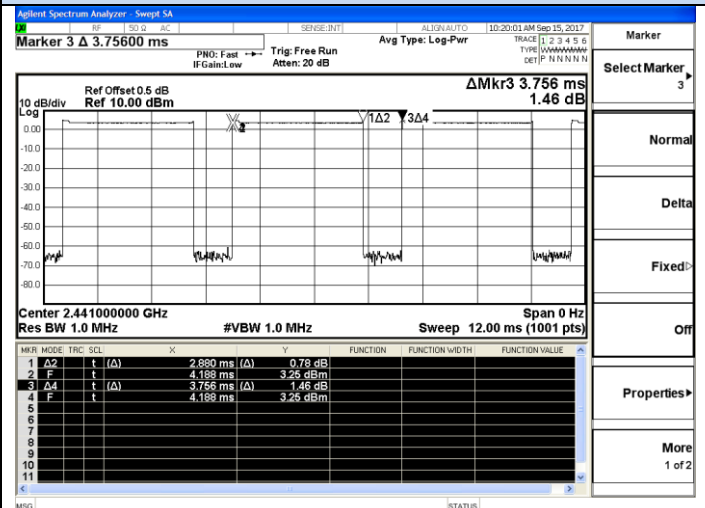 Agilent Spectrum Analyzer - Swept SA
RF 50 Ω AC SENSE:INT ALIGNAUTO 10:20:01 AM Sep 15, 2017
Marker 3 Δ 3.75600 ms
PNO: Fast
IFGain:Low
Trig: Free Run
Atten: 20 dB
Avg Type: Log-Pwr
TRACE 1 2 3 4 5 6
TYPE W
DET P N N N N N
Ref Offset 0.5 dB
10 dB/div Ref 10.00 dBm
ΔMkr3 3.756 ms
1.46 dB
Log
0.00
-10.0
-20.0
-30.0
-40.0
-50.0
-60.0
-70.0
-80.0
1Δ2
3Δ4
Center 2.441000000 GHz Span 0 Hz
Res BW 1.0 MHz #VBW 1.0 MHz Sweep 12.00 ms (1001 pts)
MKR MODE TRC SCL X Y FUNCTION FUNCTION WIDTH FUNCTION VALUE
1 Δ2 t (Δ) 2.880 ms (Δ) 0.78 dB
2 F t 4.188 ms 3.25 dBm
3 Δ4 t (Δ) 3.756 ms (Δ) 1.46 dB
4 F t 4.188 ms 3.25 dBm
5
6
7
8
9
10
11
MSG STATUS
Marker
Select Marker
3
Normal
Delta
Fixed
Off
Properties
More
1 of 2